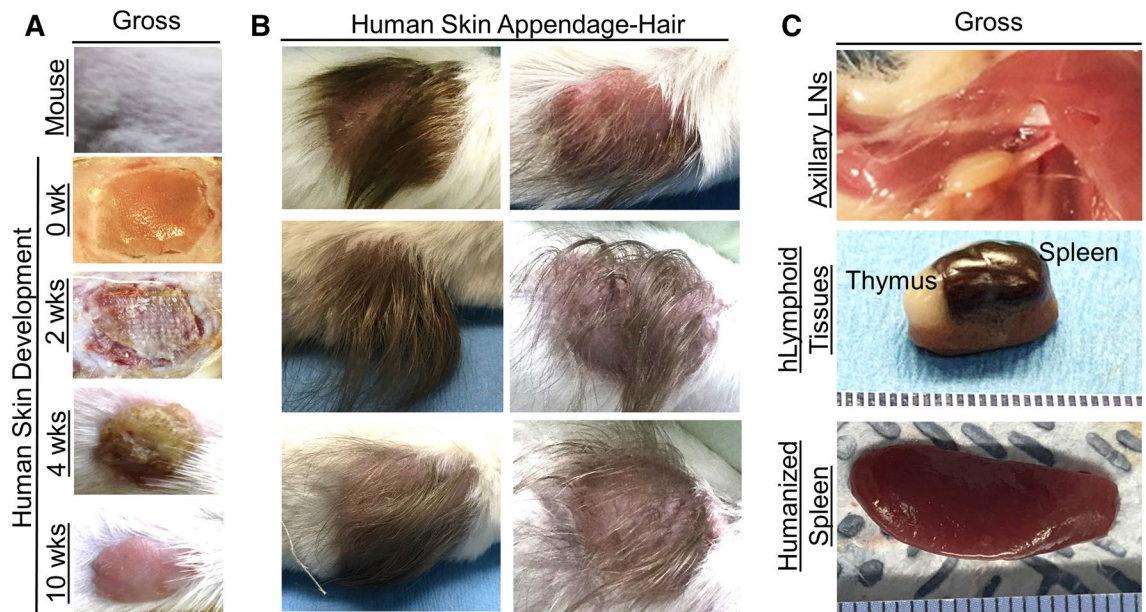 A
Gross
Mouse
Human Skin Development
0 wk
2 wks
4 wks
10 wks
B
Human Skin Appendage-Hair
C
Gross
Axillary LNs
hLymphoid
Tissues
Thymus
Spleen
Humanized
Spleen